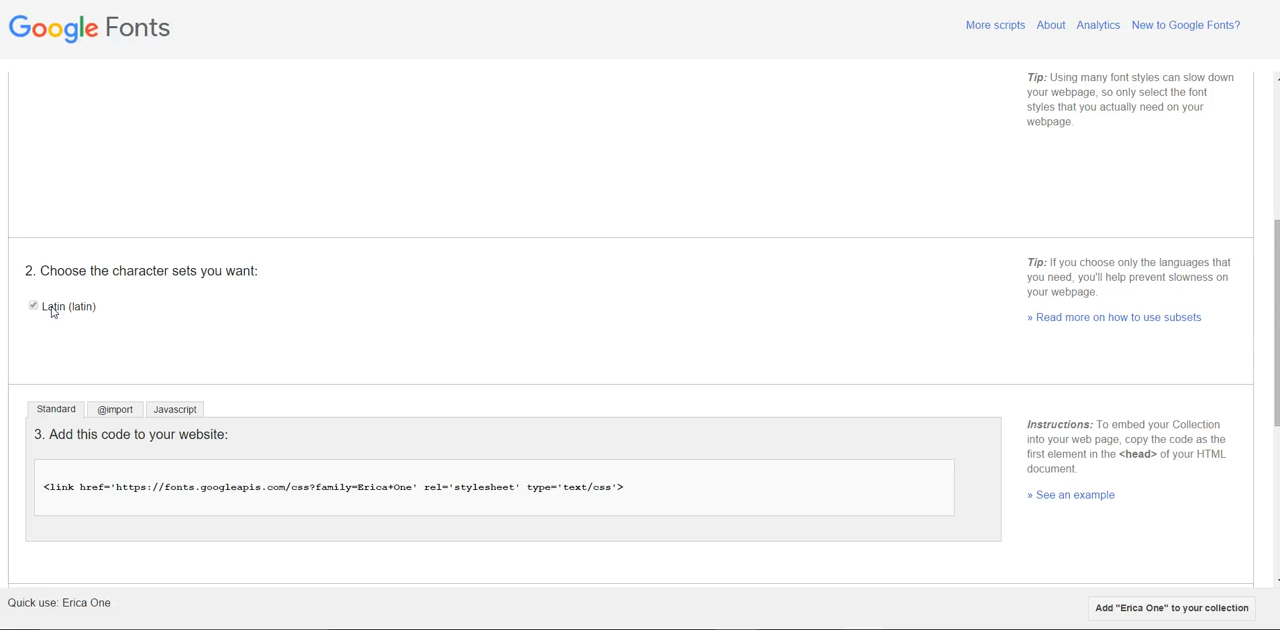 Google Fonts
More scripts About Analytics New to Google Fonts?
Tip: Using many font styles can slow down
your webpage, so only select the font
styles that you actually need on your
webpage.
2. Choose the character sets you want:
Latin (latin)
Tip: If you choose only the languages that
you need, you'll help prevent slowness on
your webpage.
» Read more on how to use subsets
Standard @import Javascript
3. Add this code to your website:
<link href='https://fonts.googleapis.com/css?family=Erica+One' rel='stylesheet' type='text/css'>
Instructions: To embed your Collection
into your web page, copy the code as the
first element in the <head> of your HTML
document.
» See an example
Quick use: Erica One
Add "Erica One" to your collection